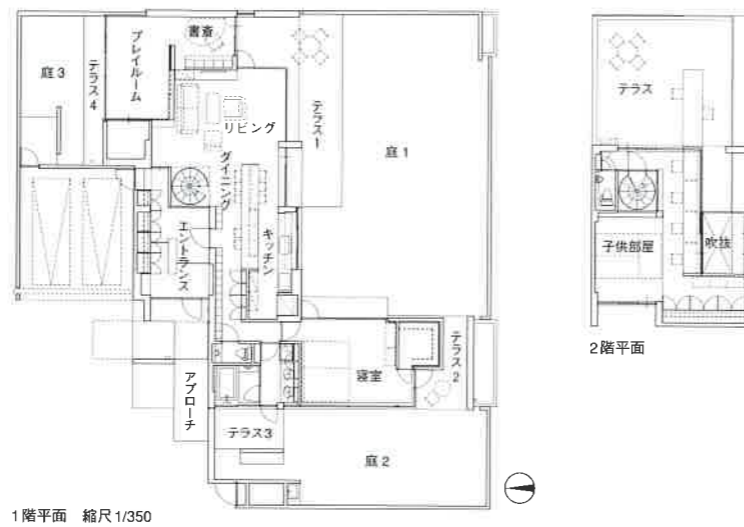 庭3
テラス4
プレイルーム
書斎
リビング
ダイニング
テラス1
庭1
エントランス
キッチン
アプローチ
寝室
テラス2
テラス3
庭2
1階平面 縮尺1/350
テラス
子供部屋
吹抜
2階平面